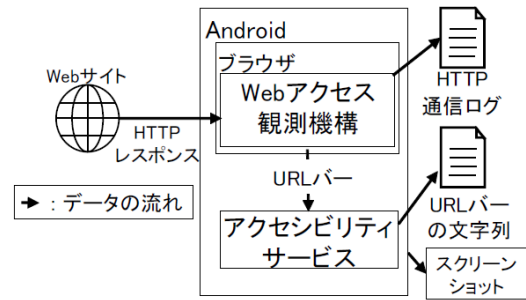 Android
ブラウザ
Webアクセス
観測機構
Webサイト
HTTP
レスポンス
HTTP
通信ログ
URLバー
アクセシビリティ
サービス
URLバー
の文字列
スクリーン
ショット
→ : データの流れ